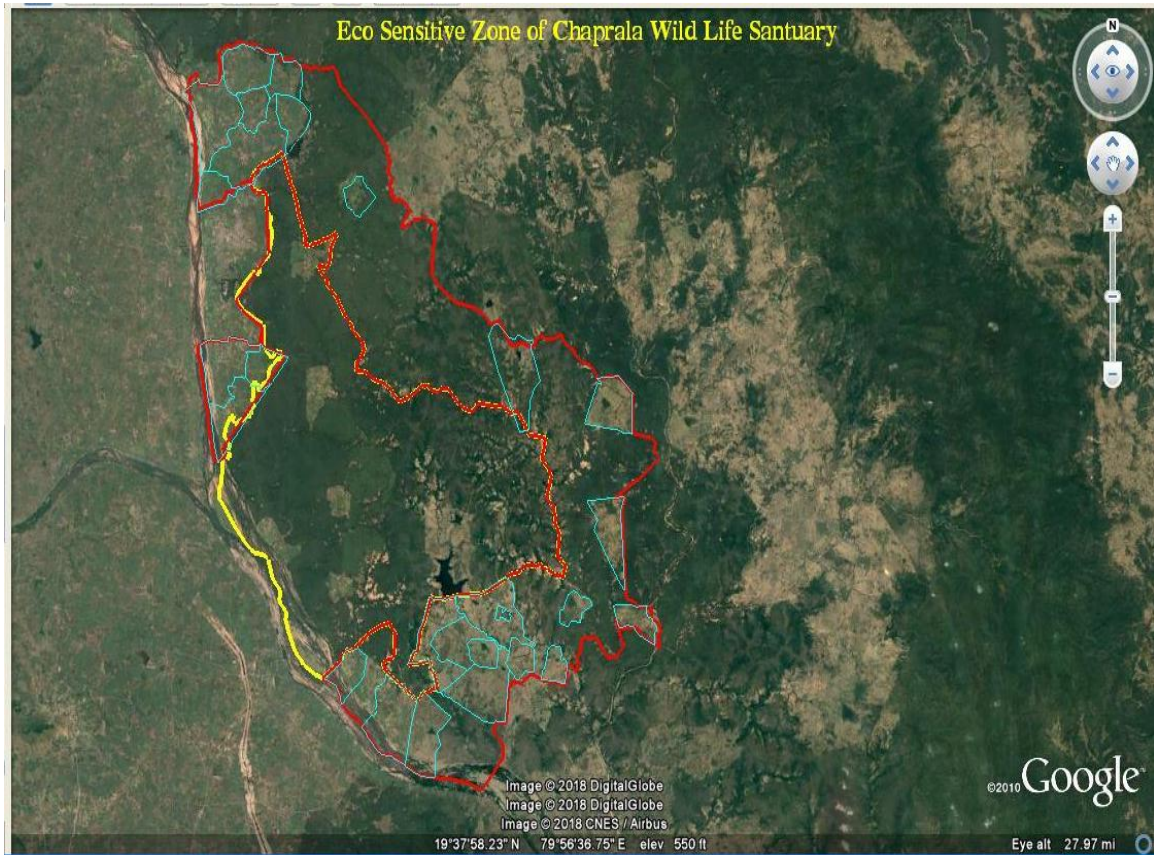 Eco Sensitive Zone of Chaprala Wild Life Santuary
N
Image © 2018 DigitalGlobe
Image © 2018 DigitalGlobe
Image © 2018 CNES / Airbus
©2010 Google
19°37'58.23" N 79°56'36.75" E elev 550 ft
Eye alt 27.97 mi